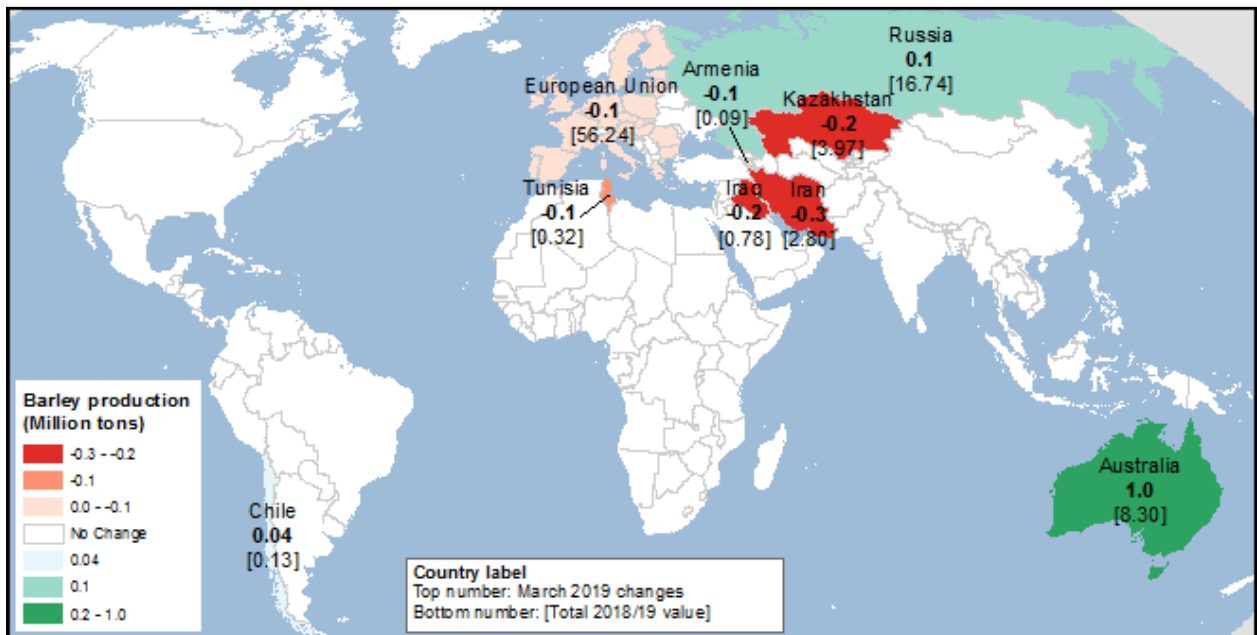 Russia
0.1
[16.74]
Armenia
-0.1
[0.09]
European Union
-0.1
[56.24]
Kazakhstan
-0.2
[3.97]
Tunisia
-0.1
[0.32]
Iraq
-0.2
[0.78]
Iran
-0.3
[2.80]
Australia
1.0
[8.30]
Chile
0.04
[0.13]
Barley production
(Million tons)
-0.3 - -0.2
-0.1
0.0 - -0.1
No Change
0.04
0.1
0.2 - 1.0
Country label
Top number: March 2019 changes
Bottom number: [Total 2018/19 value]